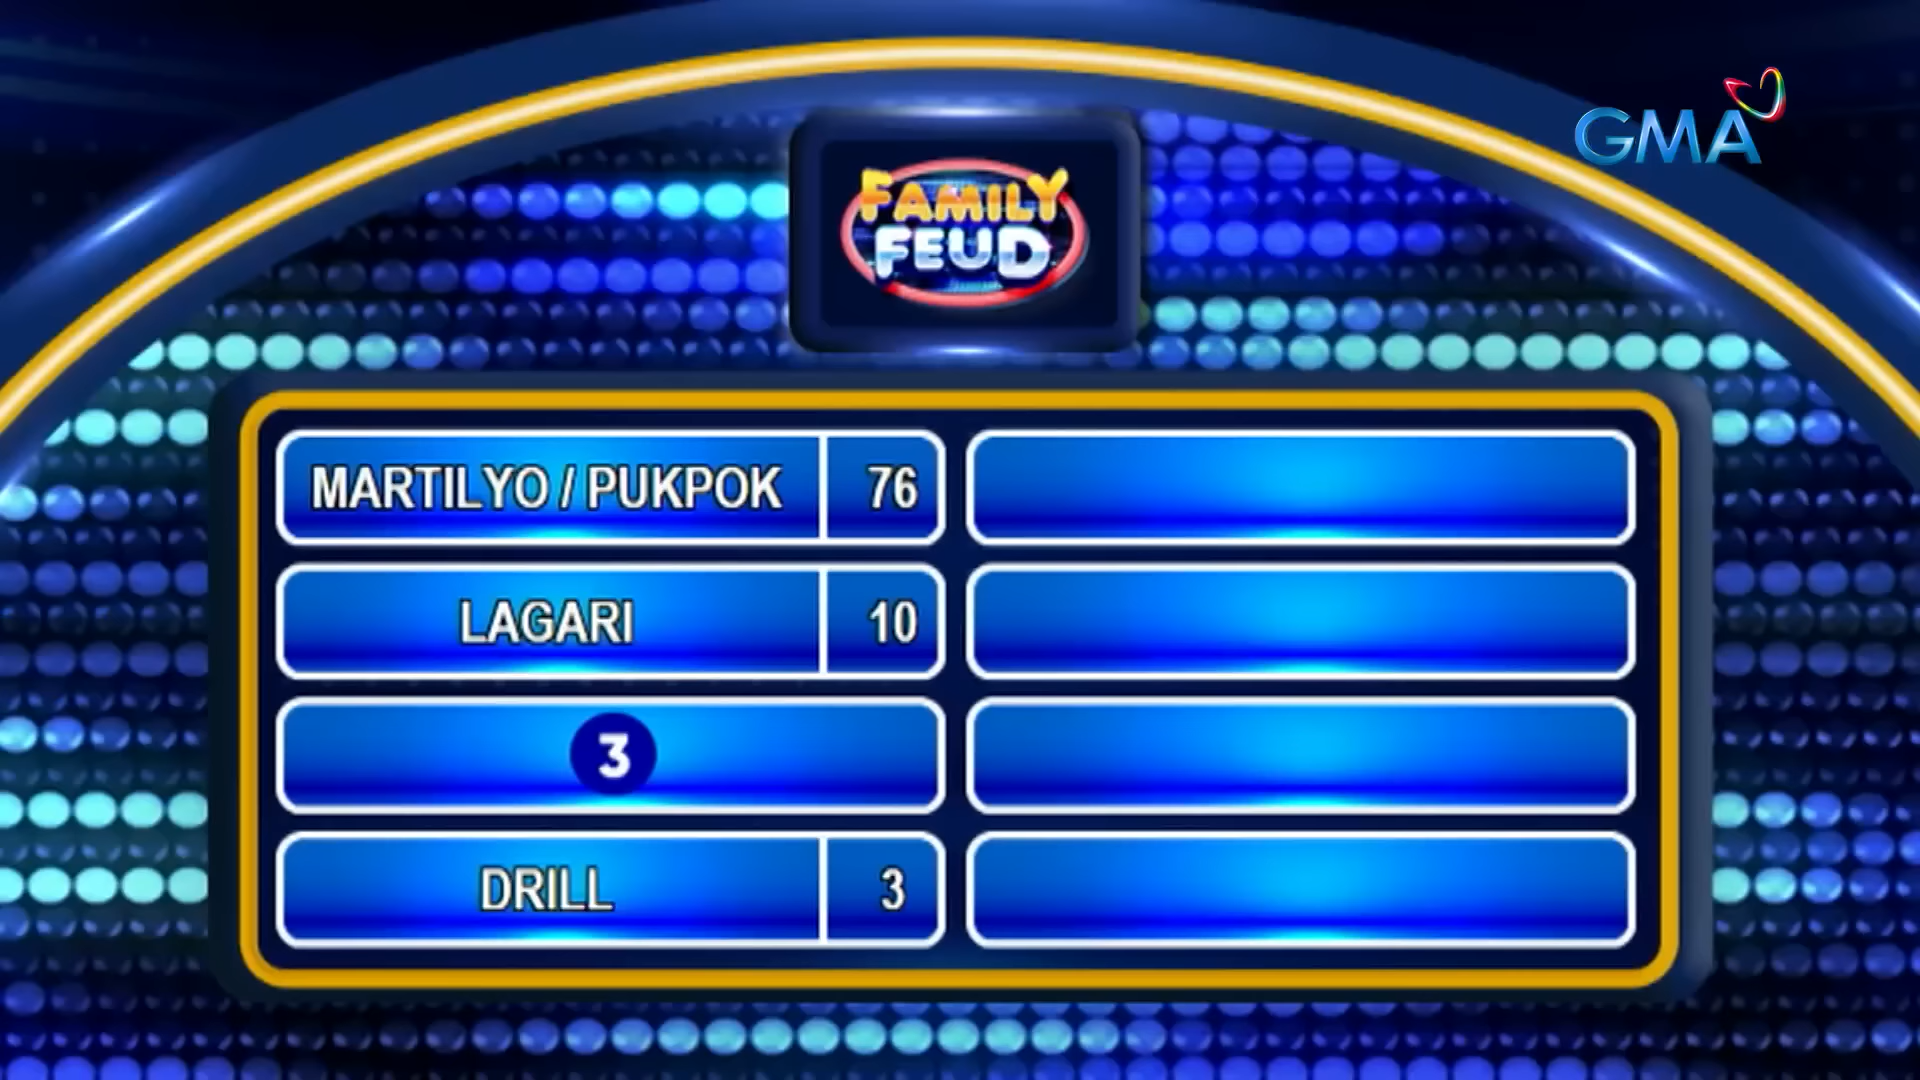 GMA
FAMILY
FEUD
MARTILYO / PUKPOK 76
LAGARI 10
3
DRILL 3